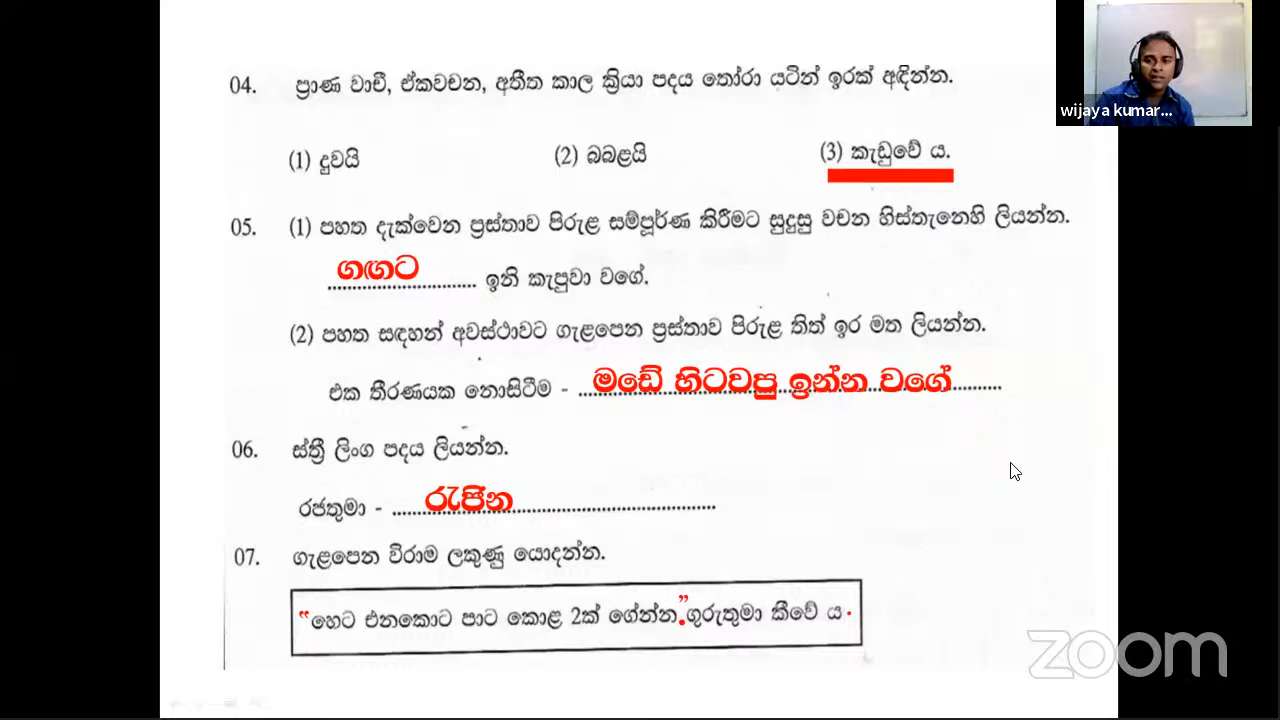 04. ප්‍රාණ වාචී, ඒකවචන, අතීත කාල ක්‍රියා පදය තෝරා යටින් ඉරක් අඳින්න.
(1) දුවයි (2) බබළයි (3) කැඩුවේ ය.
05. (1) පහත දැක්වෙන ප්‍රස්තාව පිරුළ සම්පූර්ණ කිරීමට සුදුසු වචන හිස්තැනෙහි ලියන්න.
ගඟට ඉනි කැපුවා වගේ.
(2) පහත සඳහන් අවස්ථාවට ගැළපෙන ප්‍රස්තාව පිරුළ තිත් ඉර මත ලියන්න.
එක තීරණයක නොසිටීම - මඩේ හිටවපු ඉන්න වගේ
06. ස්ත්‍රී ලිංග පදය ලියන්න.
රජතුමා - රැජින
07. ගැළපෙන විරාම ලකුණු යොදන්න.
"හෙට එනකොට පාට කොළ 2ක් ගේන්න." ගුරුතුමා කීවේ ය.
wijaya kumar...
zoom